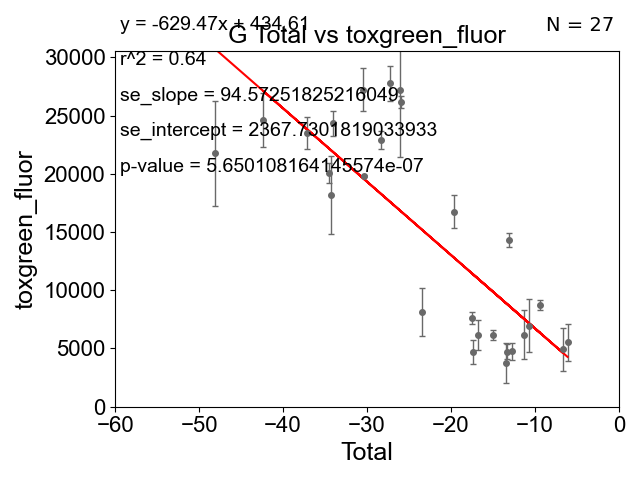 y = -629.47x + 434.61
N = 27
G Total vs toxgreen_fluor
r^2 = 0.64
se_slope = 94.57251825216049
se_intercept = 2367.7301819033933
p-value = 5.650108164145574e-07
30000
25000
20000
15000
10000
5000
0
toxgreen_fluor
−60
−50
−40
−30
−20
−10
0
Total